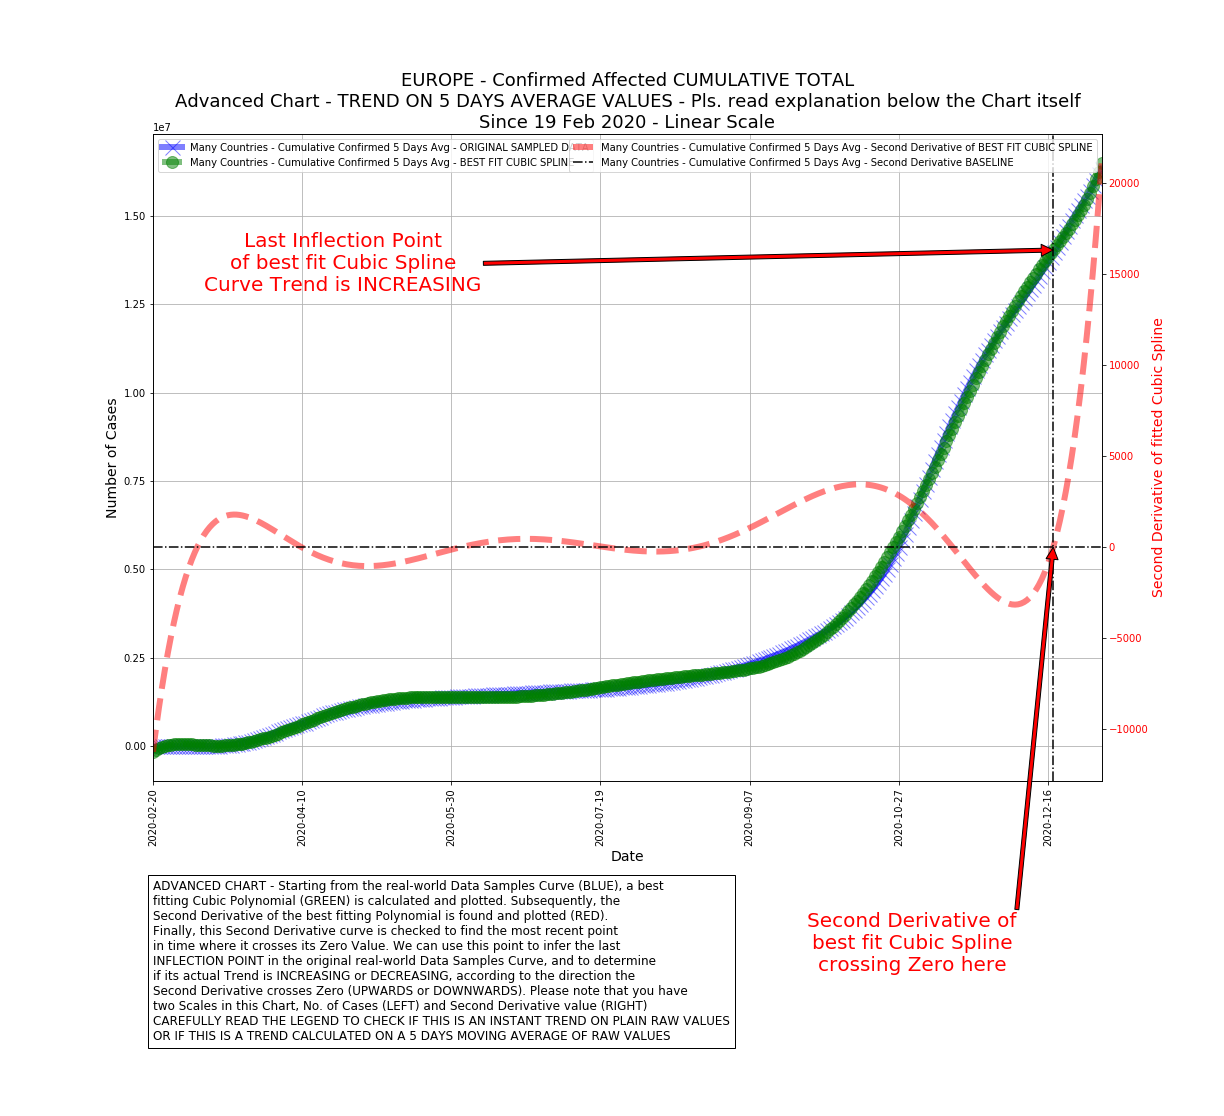 EUROPE - Confirmed Affected CUMULATIVE TOTAL
Advanced Chart - TREND ON 5 DAYS AVERAGE VALUES - Pls. read explanation below the Chart itself
Since 19 Feb 2020 - Linear Scale
1e7
Many Countries - Cumulative Confirmed 5 Days Avg - ORIGINAL SAMPLED DATA
Many Countries - Cumulative Confirmed 5 Days Avg - BEST FIT CUBIC SPLIN
Many Countries - Cumulative Confirmed 5 Days Avg - Second Derivative of BEST FIT CUBIC SPLINE
Many Countries - Cumulative Confirmed 5 Days Avg - Second Derivative BASELINE
Last Inflection Point
of best fit Cubic Spline
Curve Trend is INCREASING
Number of Cases
1.50
1.25
1.00
0.75
0.50
0.25
0.00
20000
15000
10000
5000
0
−5000
−10000
Second Derivative of fitted Cubic Spline
2020-02-20
2020-04-10
2020-05-30
2020-07-19
2020-09-07
2020-10-27
2020-12-16
Date
ADVANCED CHART - Starting from the real-world Data Samples Curve (BLUE), a best
fitting Cubic Polynomial (GREEN) is calculated and plotted. Subsequently, the
Second Derivative of the best fitting Polynomial is found and plotted (RED).
Finally, this Second Derivative curve is checked to find the most recent point
in time where it crosses its Zero Value. We can use this point to infer the last
INFLECTION POINT in the original real-world Data Samples Curve, and to determine
if its actual Trend is INCREASING or DECREASING, according to the direction the
Second Derivative crosses Zero (UPWARDS or DOWNWARDS). Please note that you have
two Scales in this Chart, No. of Cases (LEFT) and Second Derivative value (RIGHT)
CAREFULLY READ THE LEGEND TO CHECK IF THIS IS AN INSTANT TREND ON PLAIN RAW VALUES
OR IF THIS IS A TREND CALCULATED ON A 5 DAYS MOVING AVERAGE OF RAW VALUES
Second Derivative of
best fit Cubic Spline
crossing Zero here